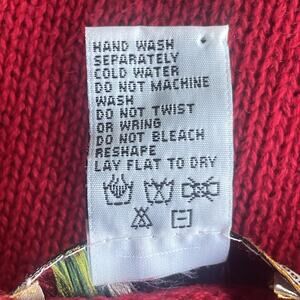 HAND WASH
SEPARATELY
COLD WATER
DO NOT MACHINE
WASH
DO NOT TWIST
OR WRING
DO NOT BLEACH
RESHAPE
LAY FLAT TO DRY